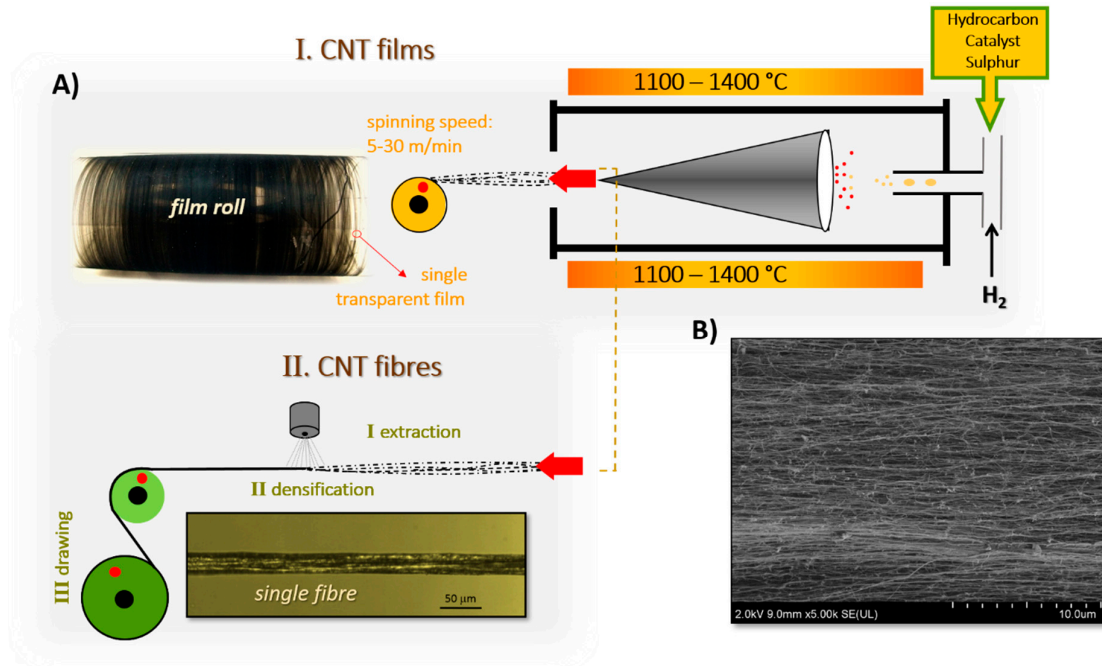 I. CNT films
A)
Hydrocarbon
Catalyst
Sulphur
1100 – 1400 °C
spinning speed:
5-30 m/min
film roll
single
transparent film
1100 – 1400 °C
H₂
B)
II. CNT fibres
I extraction
II densification
III drawing
single fibre
50 µm
2.0kV 9.0mm x5.00k SE(UL)
10.0um